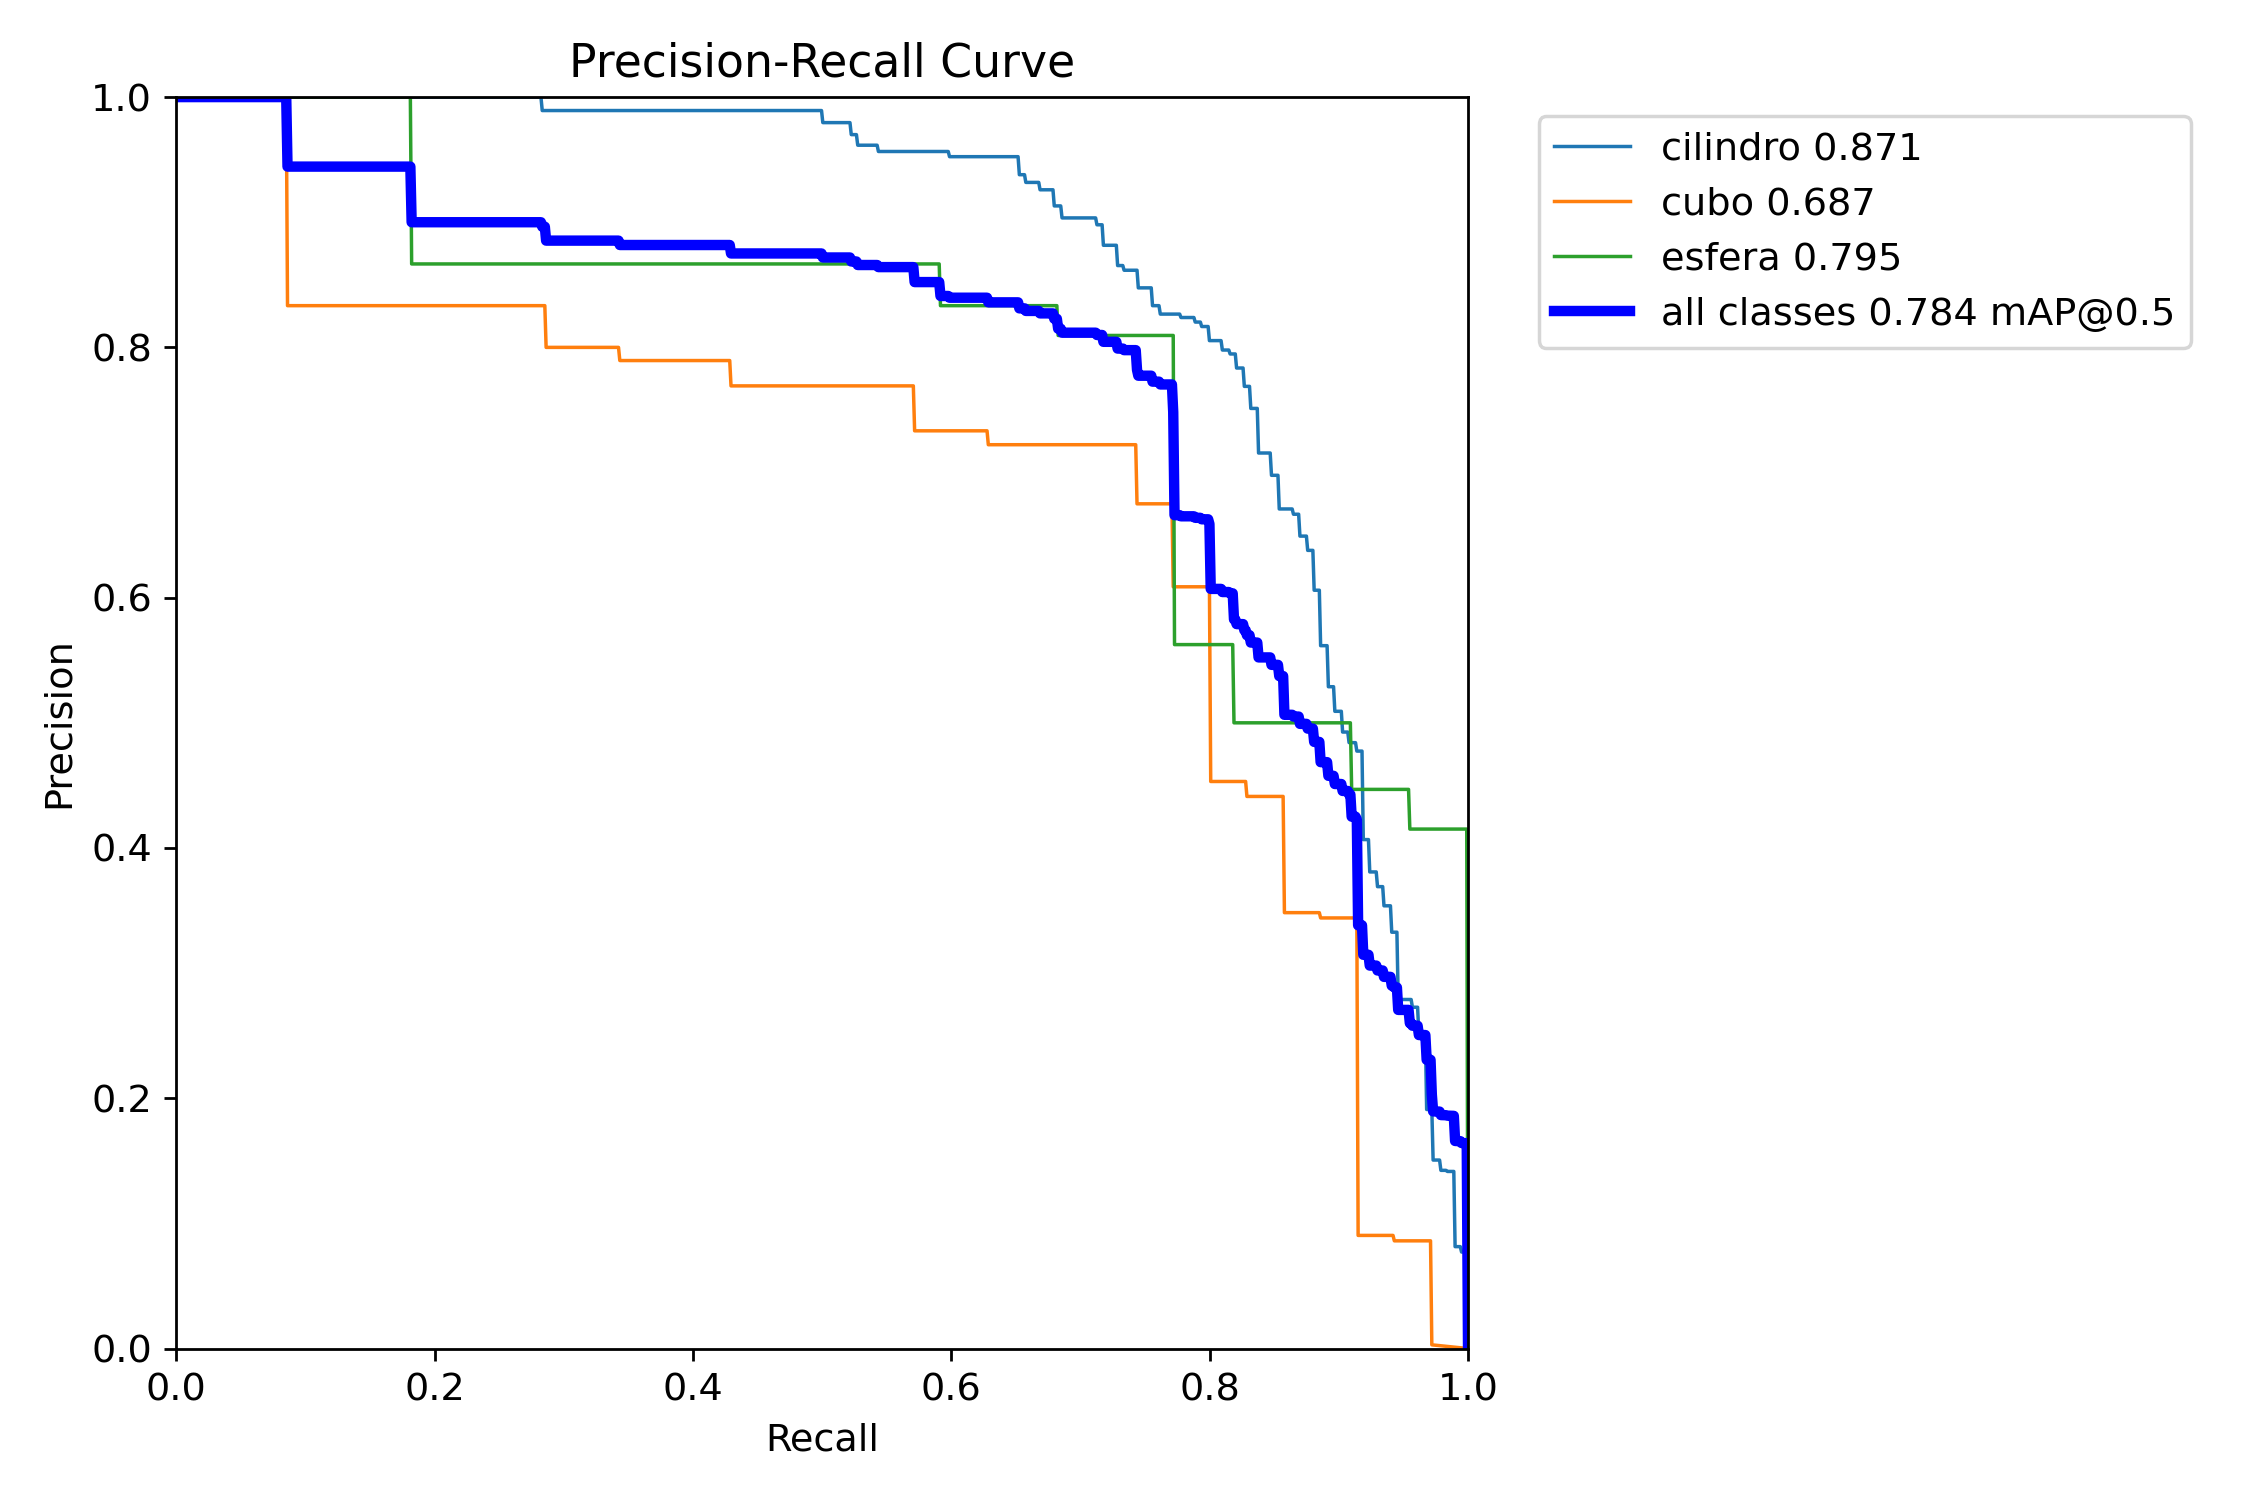 Precision-Recall Curve
1.0
0.8
0.6
0.4
0.2
0.0
Precision
0.0 0.2 0.4 0.6 0.8 1.0
Recall
cilindro 0.871
cubo 0.687
esfera 0.795
all classes 0.784 mAP@0.5